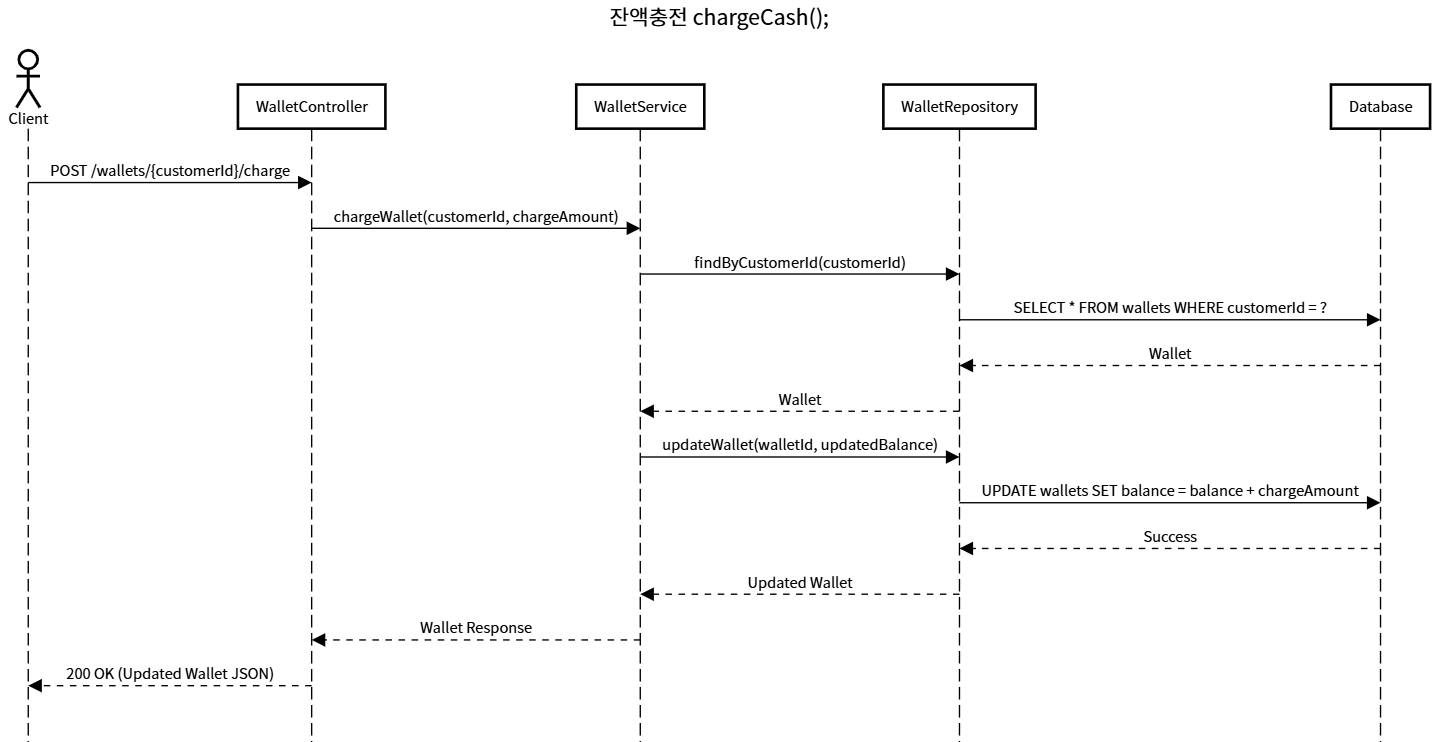 잔액충전 chargeCash();
Client
WalletController
WalletService
WalletRepository
Database
POST /wallets/{customerId}/charge
chargeWallet(customerId, chargeAmount)
findByCustomerId(customerId)
SELECT * FROM wallets WHERE customerId = ?
Wallet
Wallet
updateWallet(walletId, updatedBalance)
UPDATE wallets SET balance = balance + chargeAmount
Success
Updated Wallet
Wallet Response
200 OK (Updated Wallet JSON)